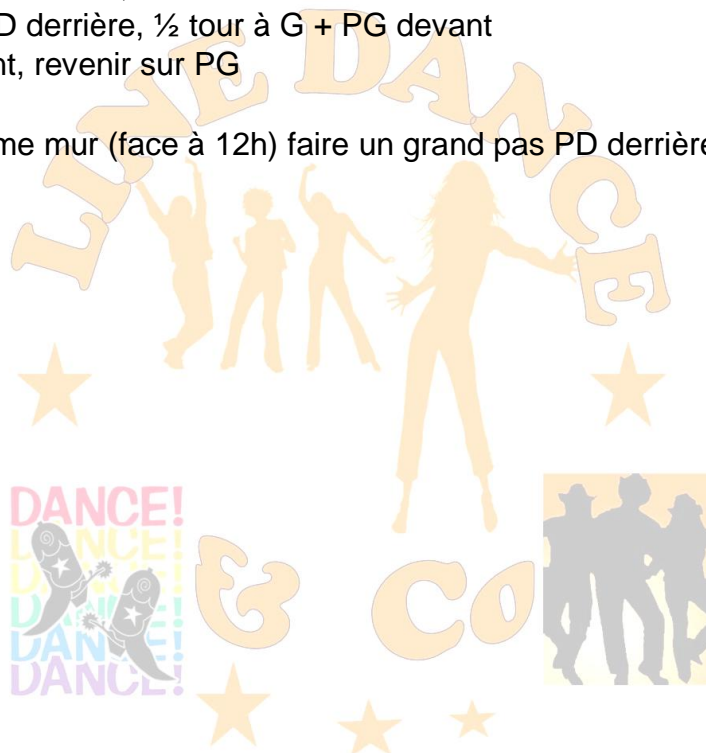 D derrière, ½ tour à G + PG devant
nt, revenir sur PG
me mur (face à 12h) faire un grand pas PD derrière
LINE DANCE
DANCE!
DANCE!
DANCE!
DANCE!
DANCE!
DANCE!
& Co